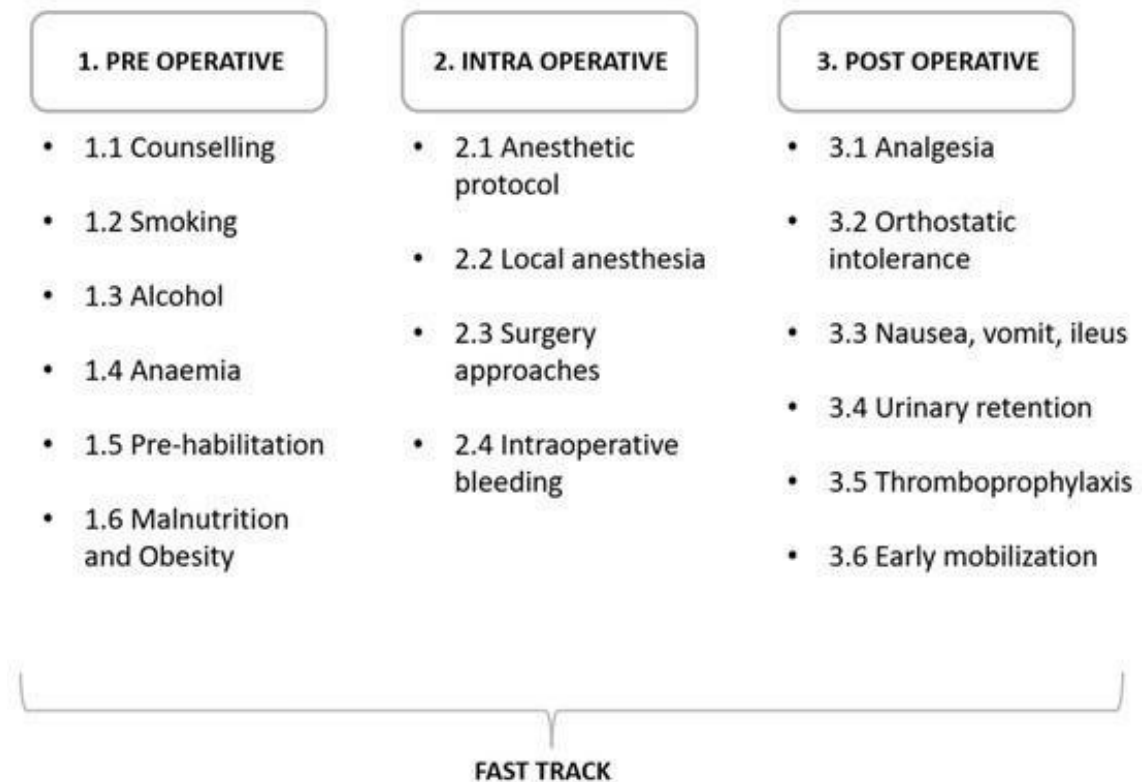 1. PRE OPERATIVE
• 1.1 Counselling
• 1.2 Smoking
• 1.3 Alcohol
• 1.4 Anaemia
• 1.5 Pre-habilitation
• 1.6 Malnutrition
and Obesity
2. INTRA OPERATIVE
• 2.1 Anesthetic
protocol
• 2.2 Local anesthesia
• 2.3 Surgery
approaches
• 2.4 Intraoperative
bleeding
3. POST OPERATIVE
• 3.1 Analgesia
• 3.2 Orthostatic
intolerance
• 3.3 Nausea, vomit, ileus
• 3.4 Urinary retention
• 3.5 Thromboprophylaxis
• 3.6 Early mobilization
FAST TRACK